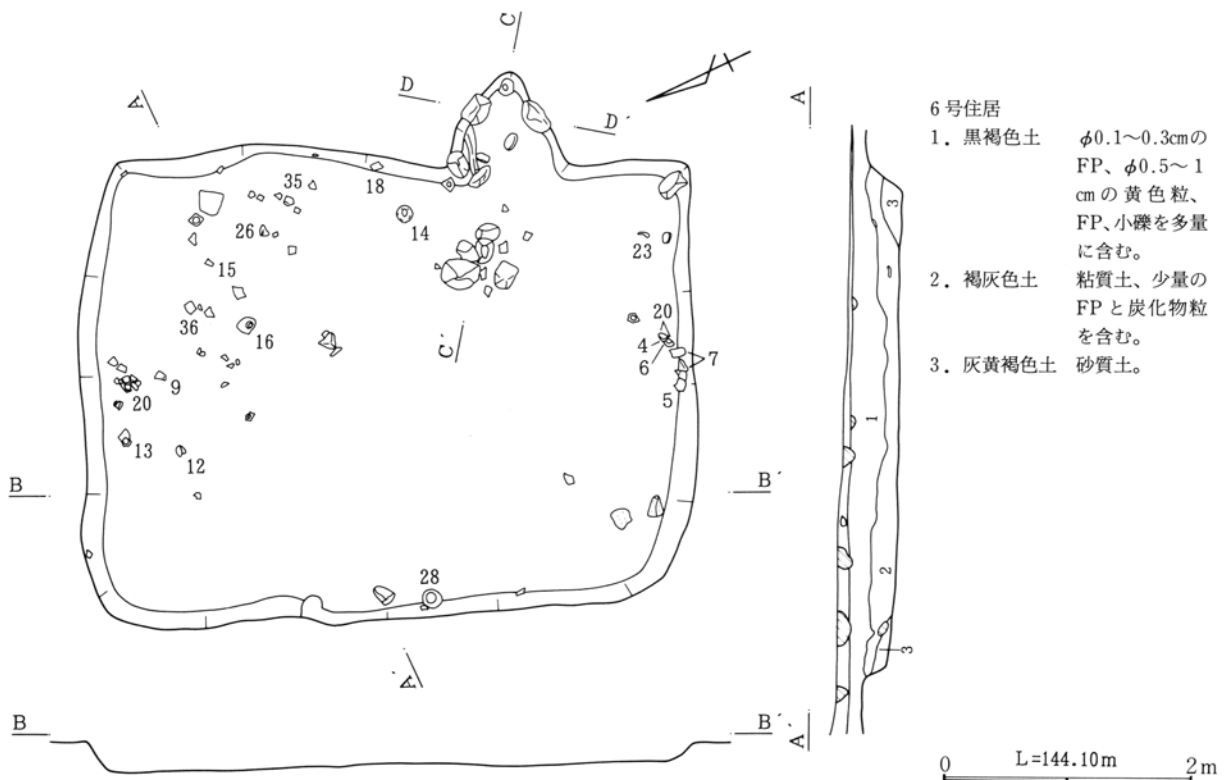 C
A
D
D´
A
35
18
14
26
23
15
20
36
16
4
6
7
C´
9
5
20
13
12
B
B´
28
A´
B
B´
A´
3
1
2
3
6号住居
1．黒褐色土 φ0.1～0.3cmの
FP、φ0.5～1
cmの黄色粒、
FP、小礫を多量
に含む。
2．褐灰色土 粘質土、少量の
FPと炭化物粒
を含む。
3．灰黄褐色土 砂質土。
0 L=144.10m 2m